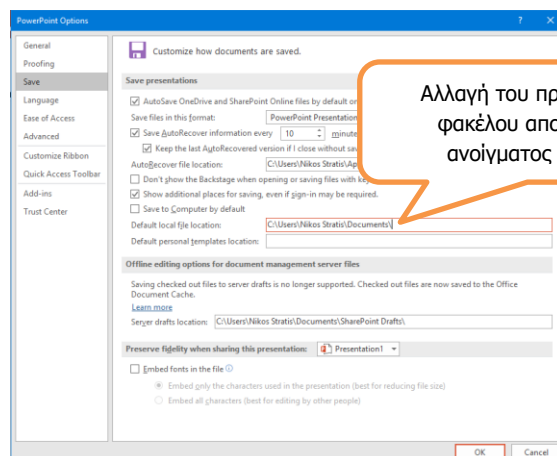 PowerPoint Options
General
Proofing
Save
Language
Ease of Access
Advanced
Customize Ribbon
Quick Access Toolbar
Add-ins
Trust Center
Customize how documents are saved.
Save presentations
AutoSave OneDrive and SharePoint Online files by default on
Save files in this format: PowerPoint Presentation
Save AutoRecover information every 10 minute
Keep the last AutoRecovered version if I close without sav
AutoRecover file location: C:\Users\Nikos Stratis\Ap
Don't show the Backstage when opening or saving files with key
Show additional places for saving, even if sign-in may be required.
Save to Computer by default
Default local file location: C:\Users\Nikos Stratis\Documents\
Default personal templates location:
Offline editing options for document management server files
Saving checked out files to server drafts is no longer supported. Checked out files are now saved to the Office
Document Cache.
Learn more
Server drafts location: C:\Users\Nikos Stratis\Documents\SharePoint Drafts\
Preserve fidelity when sharing this presentation: Presentation1
Embed fonts in the file
Embed only the characters used in the presentation (best for reducing file size)
Embed all characters (best for editing by other people)
OK Cancel
Αλλαγή του πρ
φακέλου απο
ανοίγματος